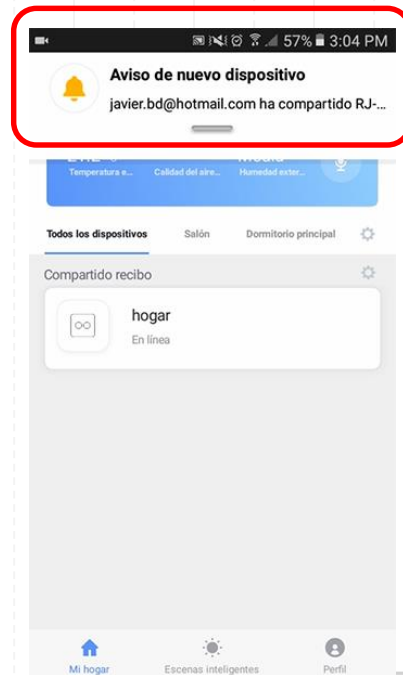 57% 3:04 PM
Aviso de nuevo dispositivo
javier.bd@hotmail.com ha compartido RJ-...
Temperatura e... Calidad del aire... Humedad exter...
Todos los dispositivos Salón Dormitorio principal
Compartido recibo
hogar
En línea
Mi hogar Escenas inteligentes Perfil